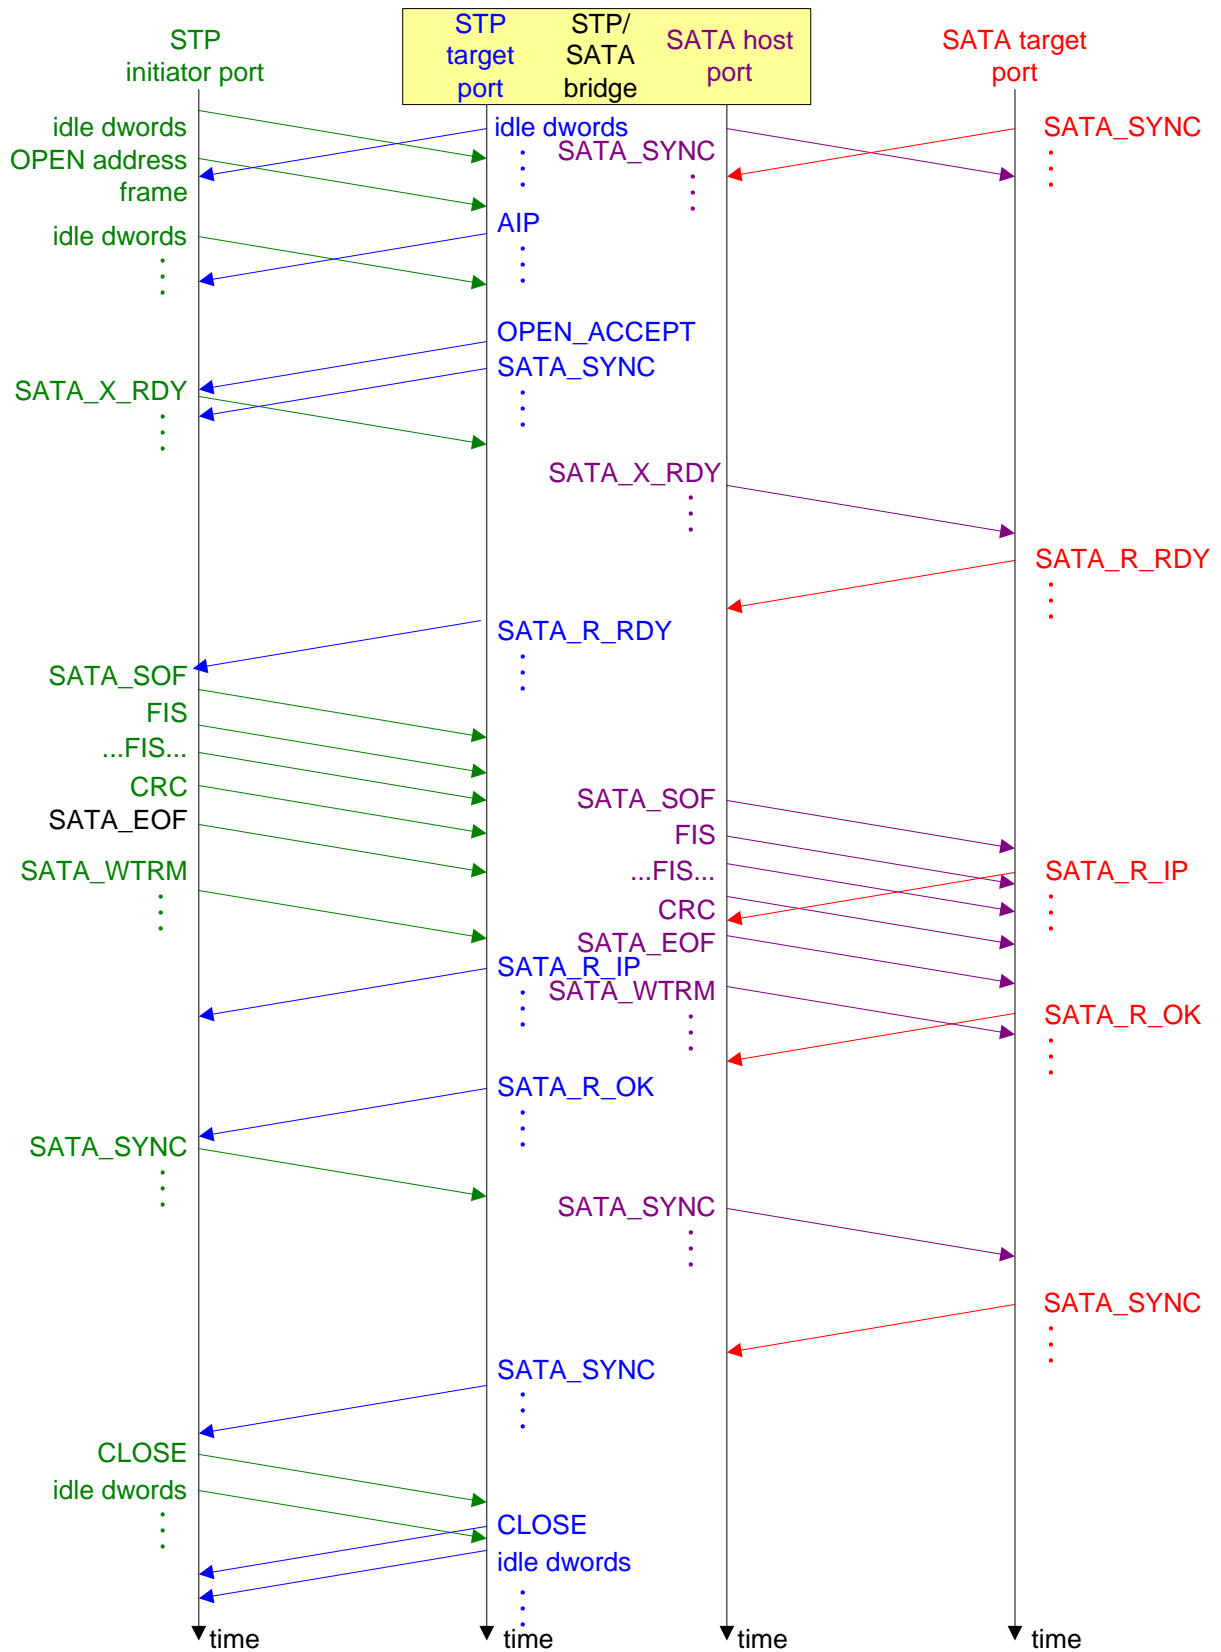 STP
initiator port
STP
target
port
STP/
SATA
bridge
SATA host
port
SATA target
port
idle dwords
OPEN address
frame
idle dwords
SATA_SYNC
SATA_SYNC
idle dwords
AIP
OPEN_ACCEPT
SATA_SYNC
SATA_X_RDY
SATA_X_RDY
SATA_R_RDY
SATA_R_RDY
SATA_SOF
FIS
...FIS...
CRC
SATA_EOF
SATA_WTRM
SATA_SOF
FIS
...FIS...
CRC
SATA_EOF
SATA_WTRM
SATA_R_IP
SATA_R_IP
SATA_R_OK
SATA_R_OK
SATA_SYNC
SATA_SYNC
SATA_SYNC
SATA_SYNC
CLOSE
idle dwords
CLOSE
idle dwords
time
time
time
time